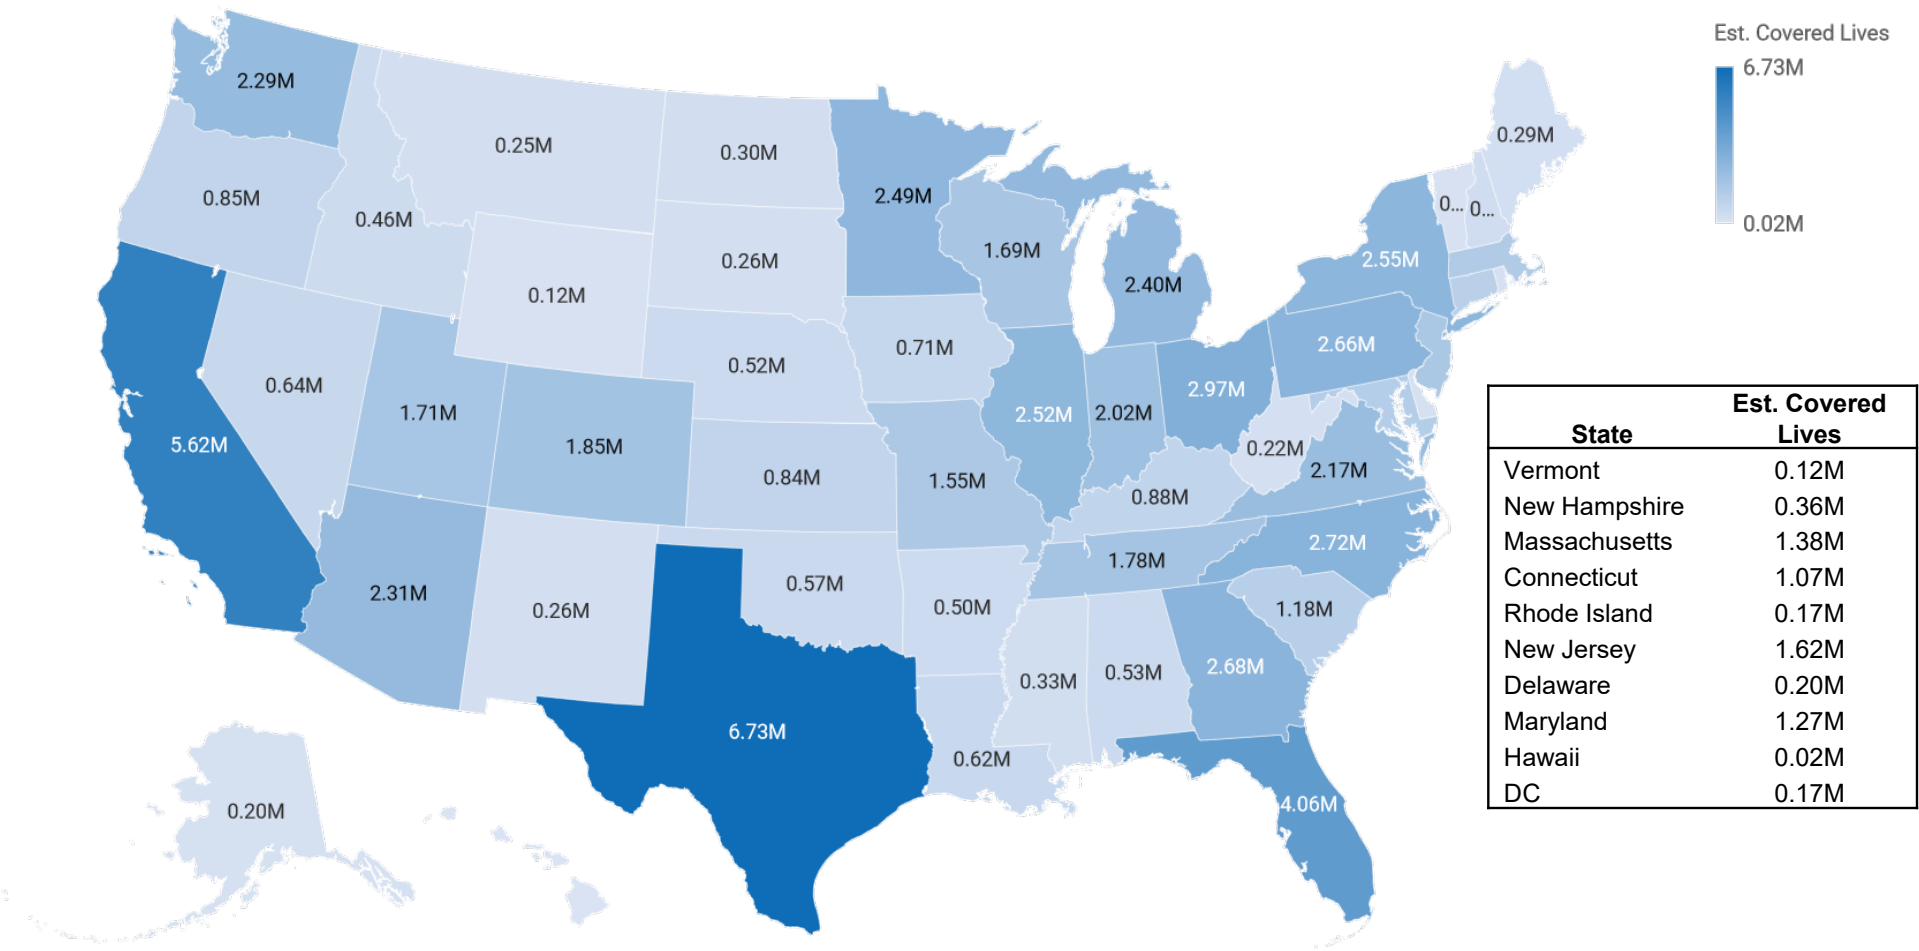 Est. Covered Lives
6.73M
0.02M
2.29M
0.25M
0.30M
0.29M
0.85M
0.46M
2.49M
0... 0...
0.12M
0.26M
1.69M
2.40M
2.55M
0.64M
1.71M
0.52M
0.71M
2.66M
5.62M
1.85M
0.84M
1.55M
2.52M
2.02M
2.97M
0.22M
2.17M
0.88M
2.31M
0.26M
0.57M
0.50M
1.78M
2.72M
1.18M
6.73M
0.62M
0.33M
0.53M
2.68M
4.06M
0.20M
Est. Covered
State Lives
Vermont 0.12M
New Hampshire 0.36M
Massachusetts 1.38M
Connecticut 1.07M
Rhode Island 0.17M
New Jersey 1.62M
Delaware 0.20M
Maryland 1.27M
Hawaii 0.02M
DC 0.17M